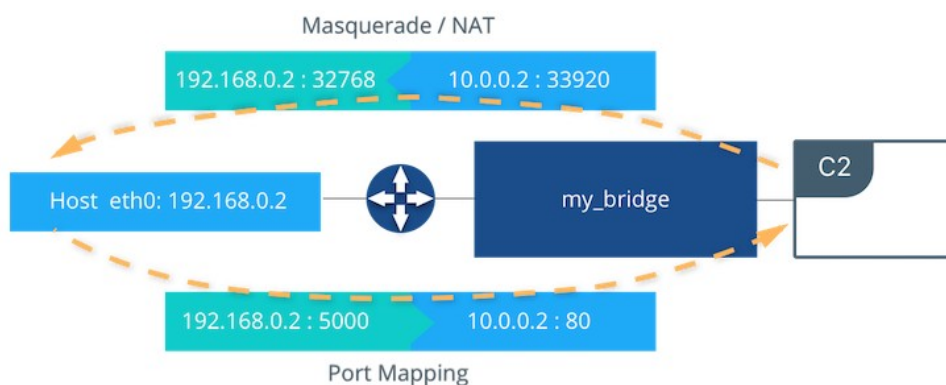 Masquerade / NAT
192.168.0.2 : 32768
10.0.0.2 : 33920
Host eth0: 192.168.0.2
my_bridge
C2
192.168.0.2 : 5000
10.0.0.2 : 80
Port Mapping